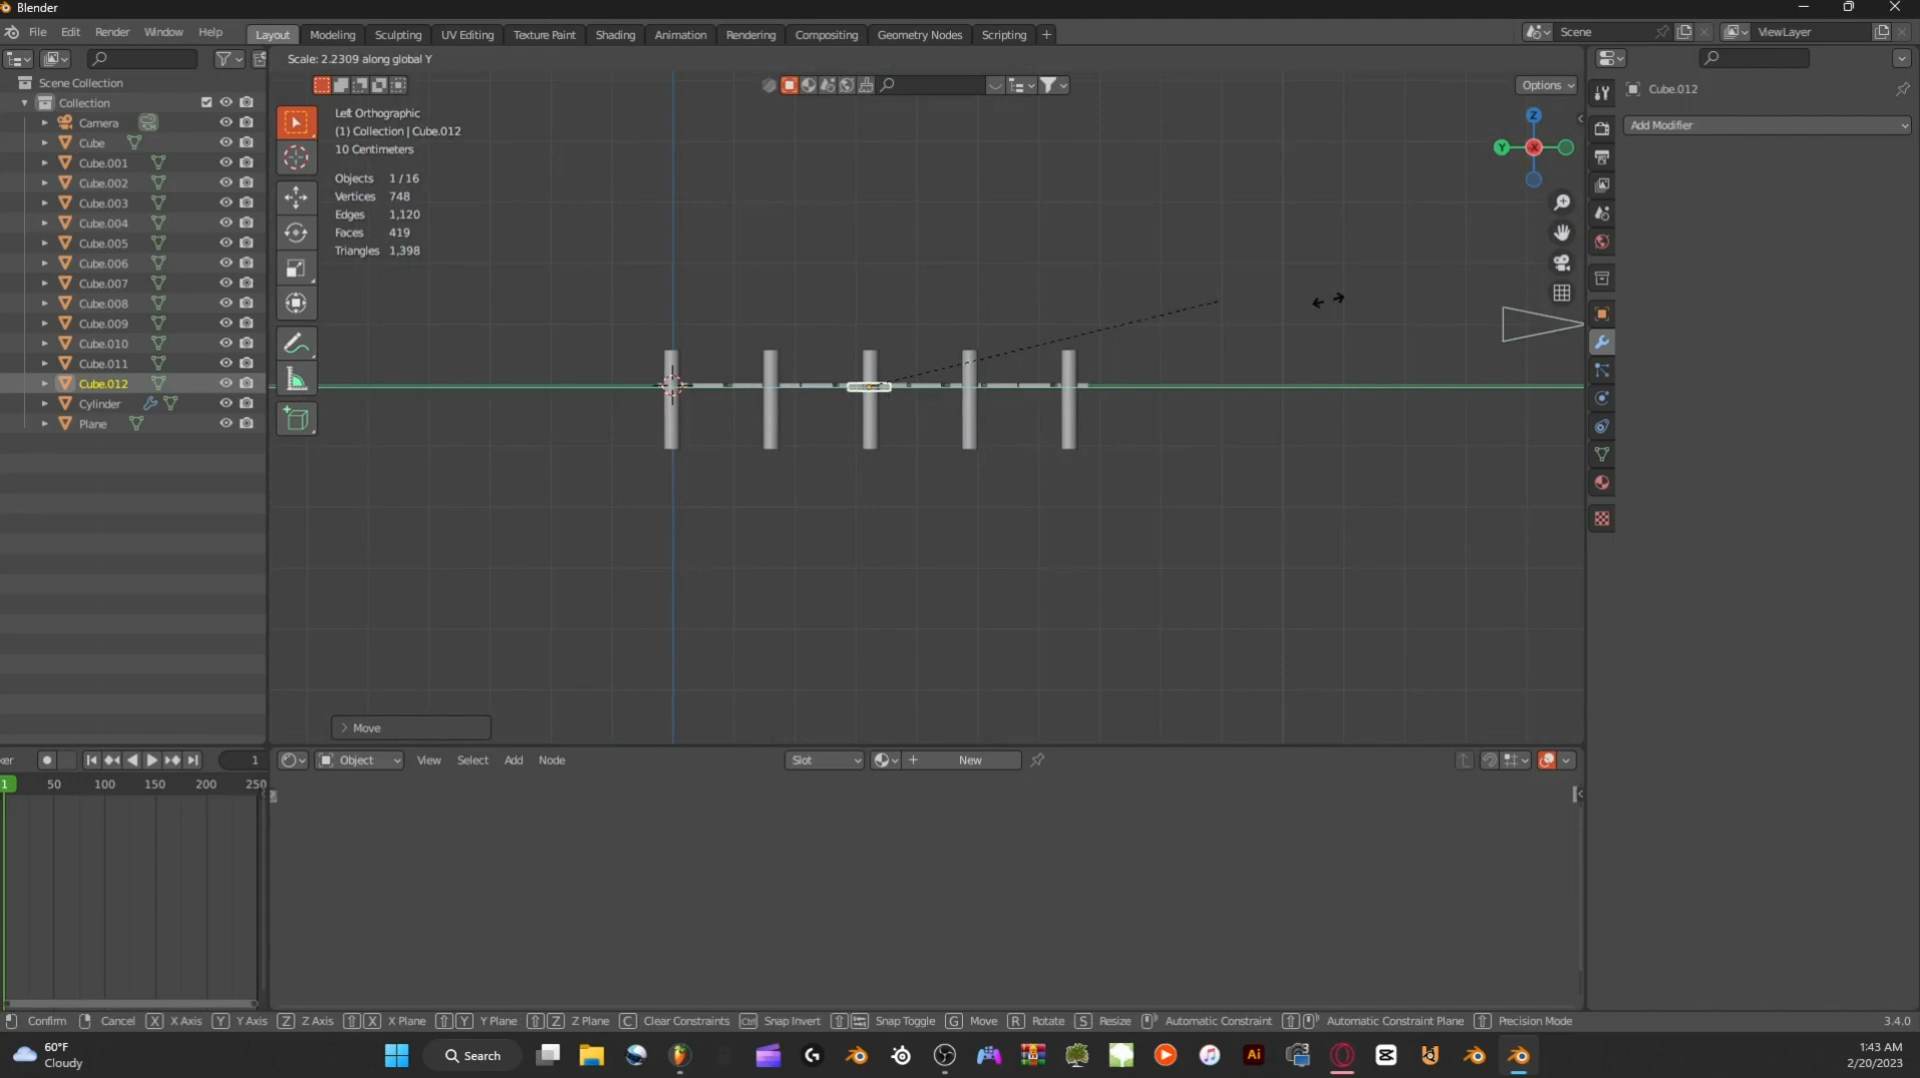 Blender
File Edit Render Window Help
Layout Modeling Sculpting UV Editing Texture Paint Shading Animation Rendering Compositing Geometry Nodes Scripting +
Scene
ViewLayer
Scale: 2.2309 along global Y
Scene Collection
Collection
Camera
Cube
Cube.001
Cube.002
Cube.003
Cube.004
Cube.005
Cube.006
Cube.007
Cube.008
Cube.009
Cube.010
Cube.011
Cube.012
Cylinder
Plane
Options
Left Orthographic
(1) Collection | Cube.012
10 Centimeters
Objects 1 / 16
Vertices 748
Edges 1,120
Faces 419
Triangles 1,398
Z
Y
X
Cube.012
Add Modifier
> Move
ker
1
1 50 100 150 200 250
Object View Select Add Node
Slot
+ New
Confirm Cancel X X Axis Y Y Axis Z Z Axis X X Plane Y Y Plane Z Z Plane C Clear Constraints Ctrl Snap Invert Snap Toggle G Move R Rotate S Resize Automatic Constraint Automatic Constraint Plane Precision Mode 3.4.0
60°F
Cloudy
Search
Ai
1:43 AM
2/20/2023